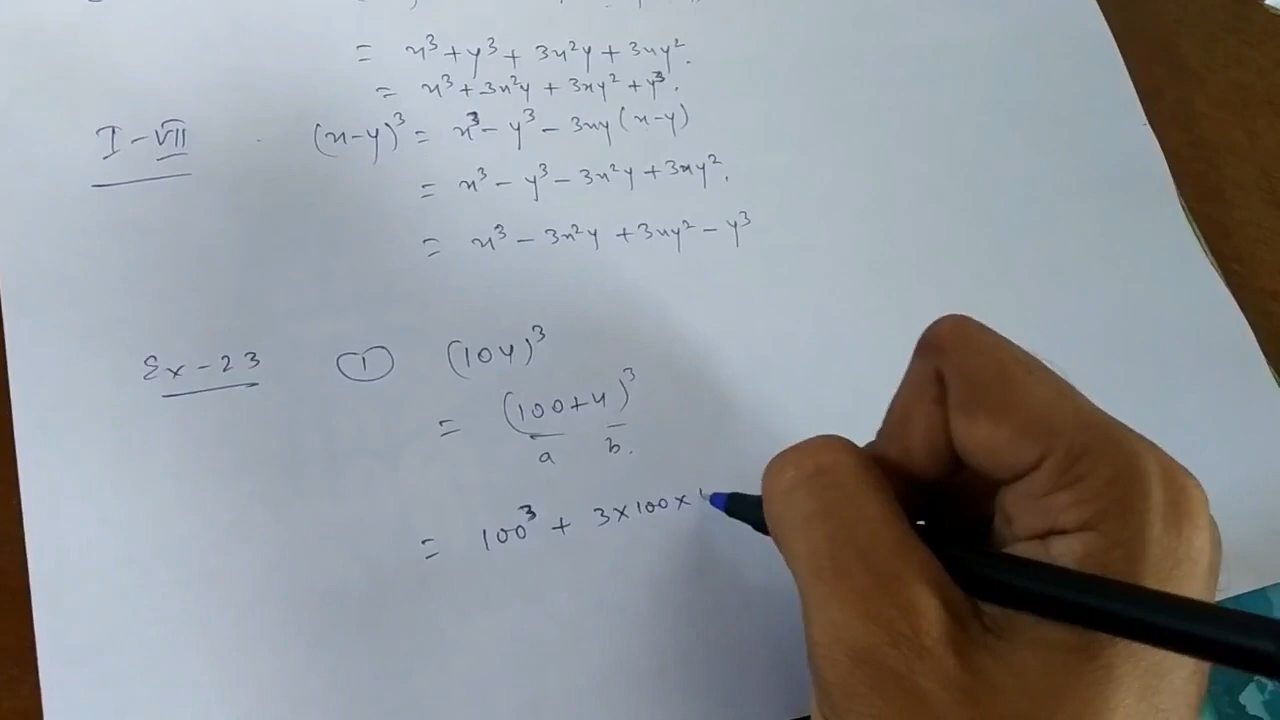 = x³ + y³ + 3x²y + 3xy².
= x³ + 3x²y + 3xy² + y³.
I - VII (x-y)³ = x³ - y³ - 3xy (x-y)
= x³ - y³ - 3x²y + 3xy².
= x³ - 3x²y + 3xy² - y³
Ex - 23 ① (104)³
= (100+4)³
a b.
= 100³ + 3×100×